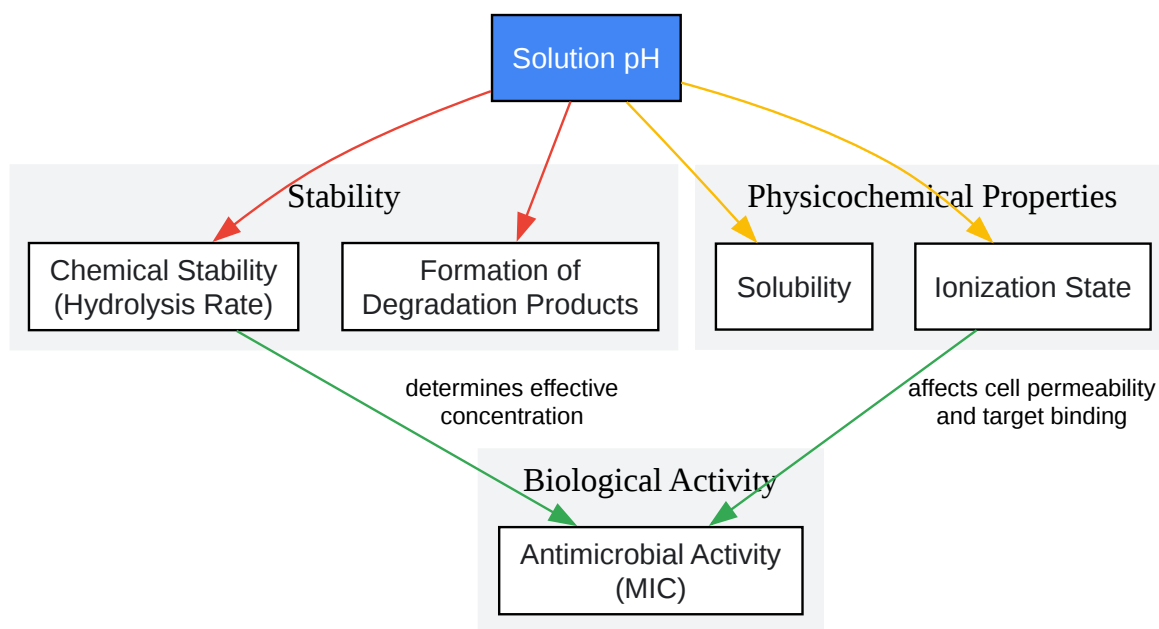 Solution pH
Stability
Physicochemical Properties
Chemical Stability
(Hydrolysis Rate)
Formation of
Degradation Products
Solubility
Ionization State
determines effective
concentration
affects cell permeability
and target binding
Biological Activity
Antimicrobial Activity
(MIC)